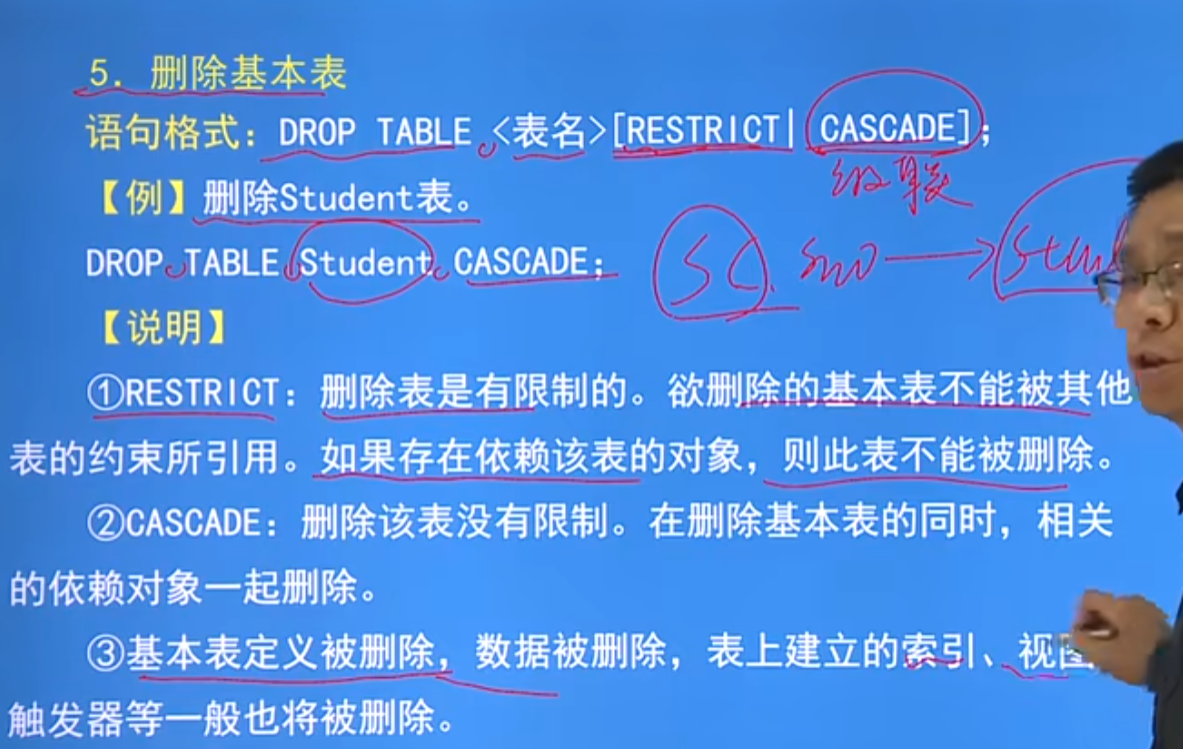 5. 删除基本表
语句格式：DROP TABLE <表名>[RESTRICT| CASCADE]；
级联
【例】删除Student表。
DROP TABLE Student CASCADE；
SC. Sno
【说明】
①RESTRICT：删除表是有限制的。欲删除的基本表不能被其他
表的约束所引用。如果存在依赖该表的对象，则此表不能被删除。
②CASCADE：删除该表没有限制。在删除基本表的同时，相关
的依赖对象一起删除。
③基本表定义被删除，数据被删除，表上建立的索引、视图
触发器等一般也将被删除。